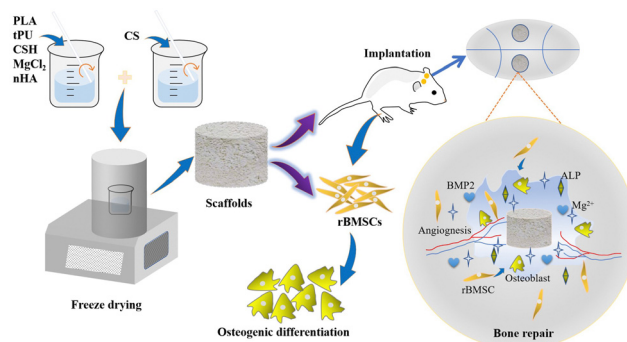 PLA
tPU
CSH
MgCl₂
nHA
CS
Implantation
Scaffolds
rBMSCs
Freeze drying
Osteogenic differentiation
ALP
BMP2
Mg²⁺
Angiognesis
rBMSC
Osteoblast
Bone repair